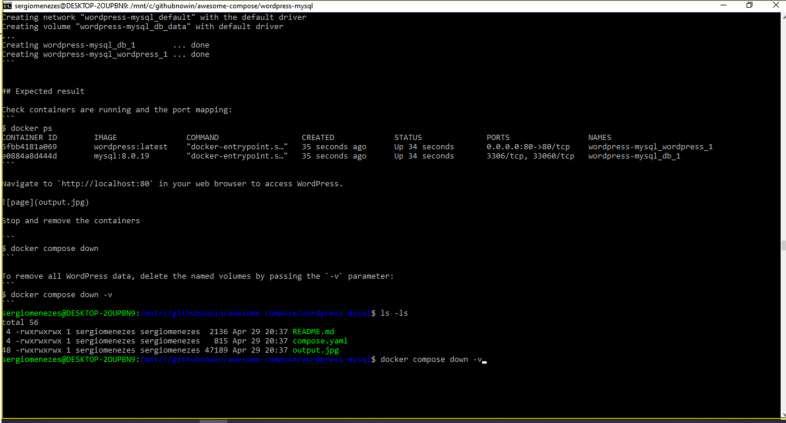 sergiomenezes@DESKTOP-2OUPBN9: /mnt/c/githubnowin/awesome-compose/wordpress-mysql
Creating network "wordpress-mysql_default" with the default driver
Creating volume "wordpress-mysql_db_data" with default driver
...
Creating wordpress-mysql_db_1        ... done
Creating wordpress-mysql_wordpress_1 ... done
```
## Expected result
Check containers are running and the port mapping:
```
$ docker ps
CONTAINER ID        IMAGE               COMMAND                  CREATED             STATUS              PORTS                 NAMES
5fbb4181a069        wordpress:latest    "docker-entrypoint.s…"   35 seconds ago      Up 34 seconds       0.0.0.0:80->80/tcp    wordpress-mysql_wordpress_1
e0884a8d444d        mysql:8.0.19        "docker-entrypoint.s…"   35 seconds ago      Up 34 seconds       3306/tcp, 33060/tcp   wordpress-mysql_db_1
```
Navigate to `http://localhost:80` in your web browser to access WordPress.
![page](output.jpg)
Stop and remove the containers
```
$ docker compose down
```
To remove all WordPress data, delete the named volumes by passing the `-v` parameter:
```
$ docker compose down -v
```
sergiomenezes@DESKTOP-2OUPBN9:/mnt/c/githubnowin/awesome-compose/wordpress-mysql$ ls -ls
total 56
 4 -rwxrwxrwx 1 sergiomenezes sergiomenezes  2136 Apr 29 20:37 README.md
 4 -rwxrwxrwx 1 sergiomenezes sergiomenezes   815 Apr 29 20:37 compose.yaml
48 -rwxrwxrwx 1 sergiomenezes sergiomenezes 47189 Apr 29 20:37 output.jpg
sergiomenezes@DESKTOP-2OUPBN9:/mnt/c/githubnowin/awesome-compose/wordpress-mysql$ docker compose down -v